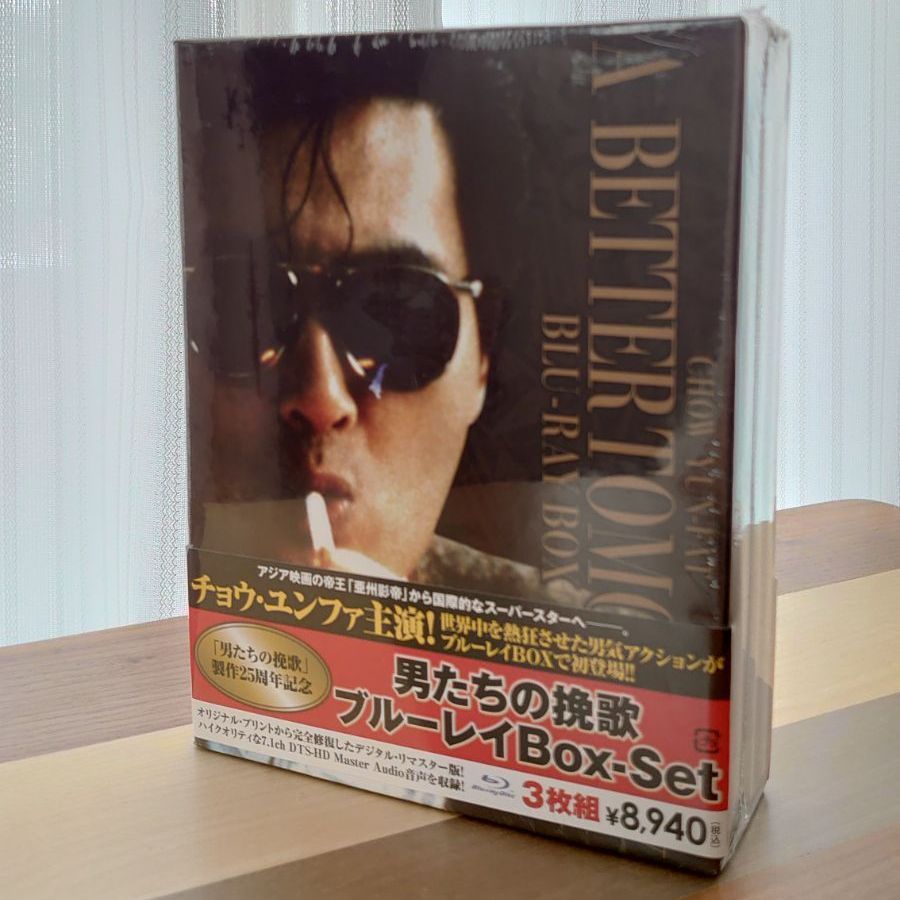 A BETTER TOMO
BLU-RAY BOX
CHOW YUN-FAT
アジア映画の帝王「亜州影帝」から国際的なスーパースターへ――。
チョウ・ユンファ主演!
世界中を熱狂させた男気アクションが
ブルーレイBOXで初登場!!
「男たちの挽歌」
製作25周年記念
男たちの挽歌
ブルーレイBox-Set
オリジナル・プリントから完全修復したデジタル・リマスター版!
ハイクオリティな7.1ch DTS-HD Master Audio音声を収録!
Blu-ray Disc
3枚組 ¥8,940(税込)